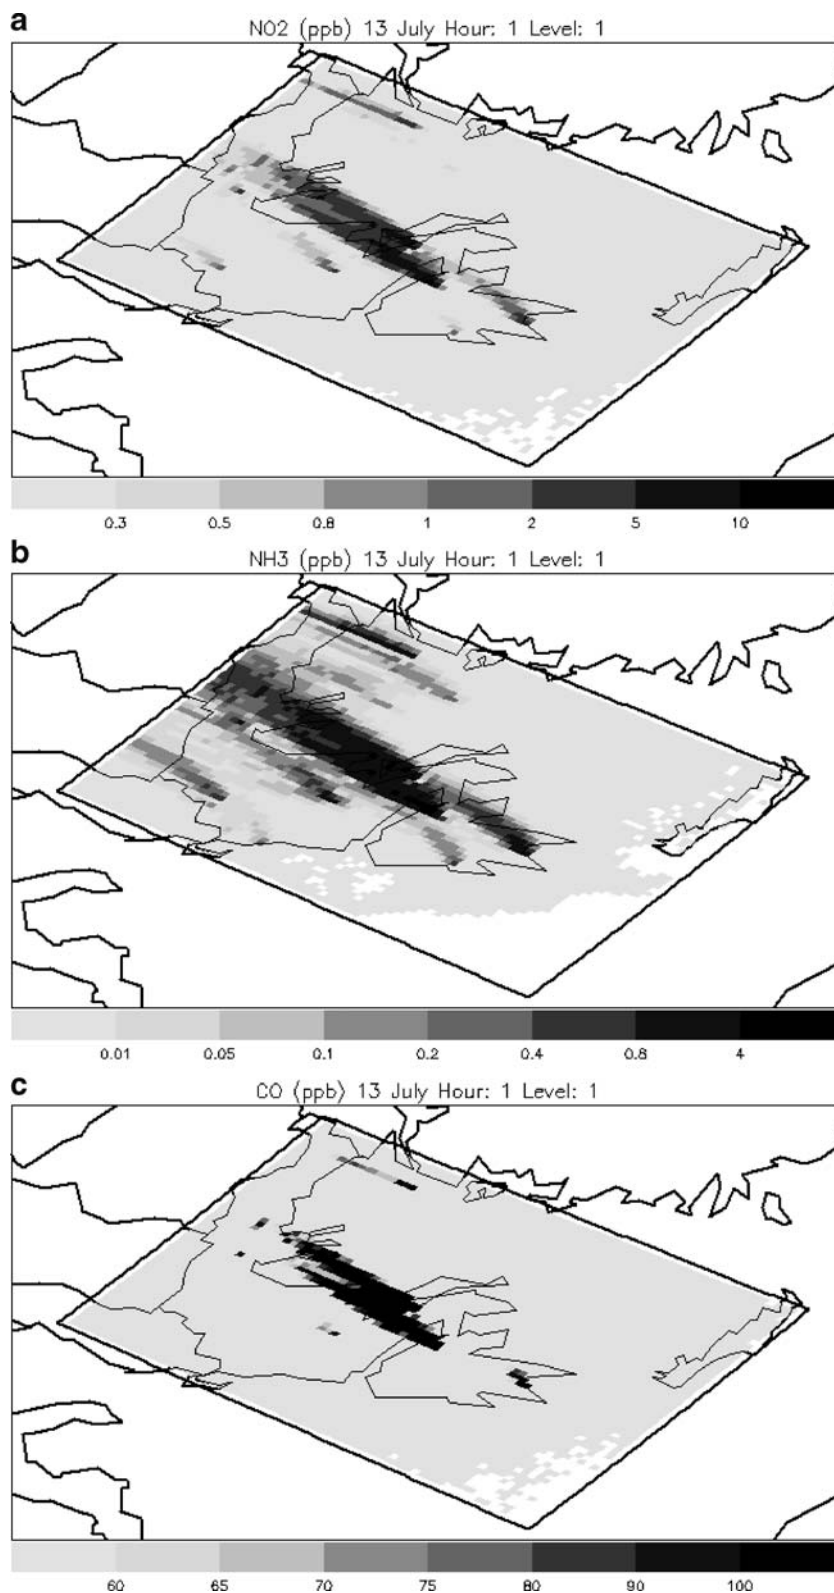 a
NO2 (ppb) 13 July Hour: 1 Level: 1
0.3 0.5 0.8 1 2 5 10
b
NH3 (ppb) 13 July Hour: 1 Level: 1
0.01 0.05 0.1 0.2 0.4 0.8 4
c
CO (ppb) 13 July Hour: 1 Level: 1
60 65 70 75 80 90 100